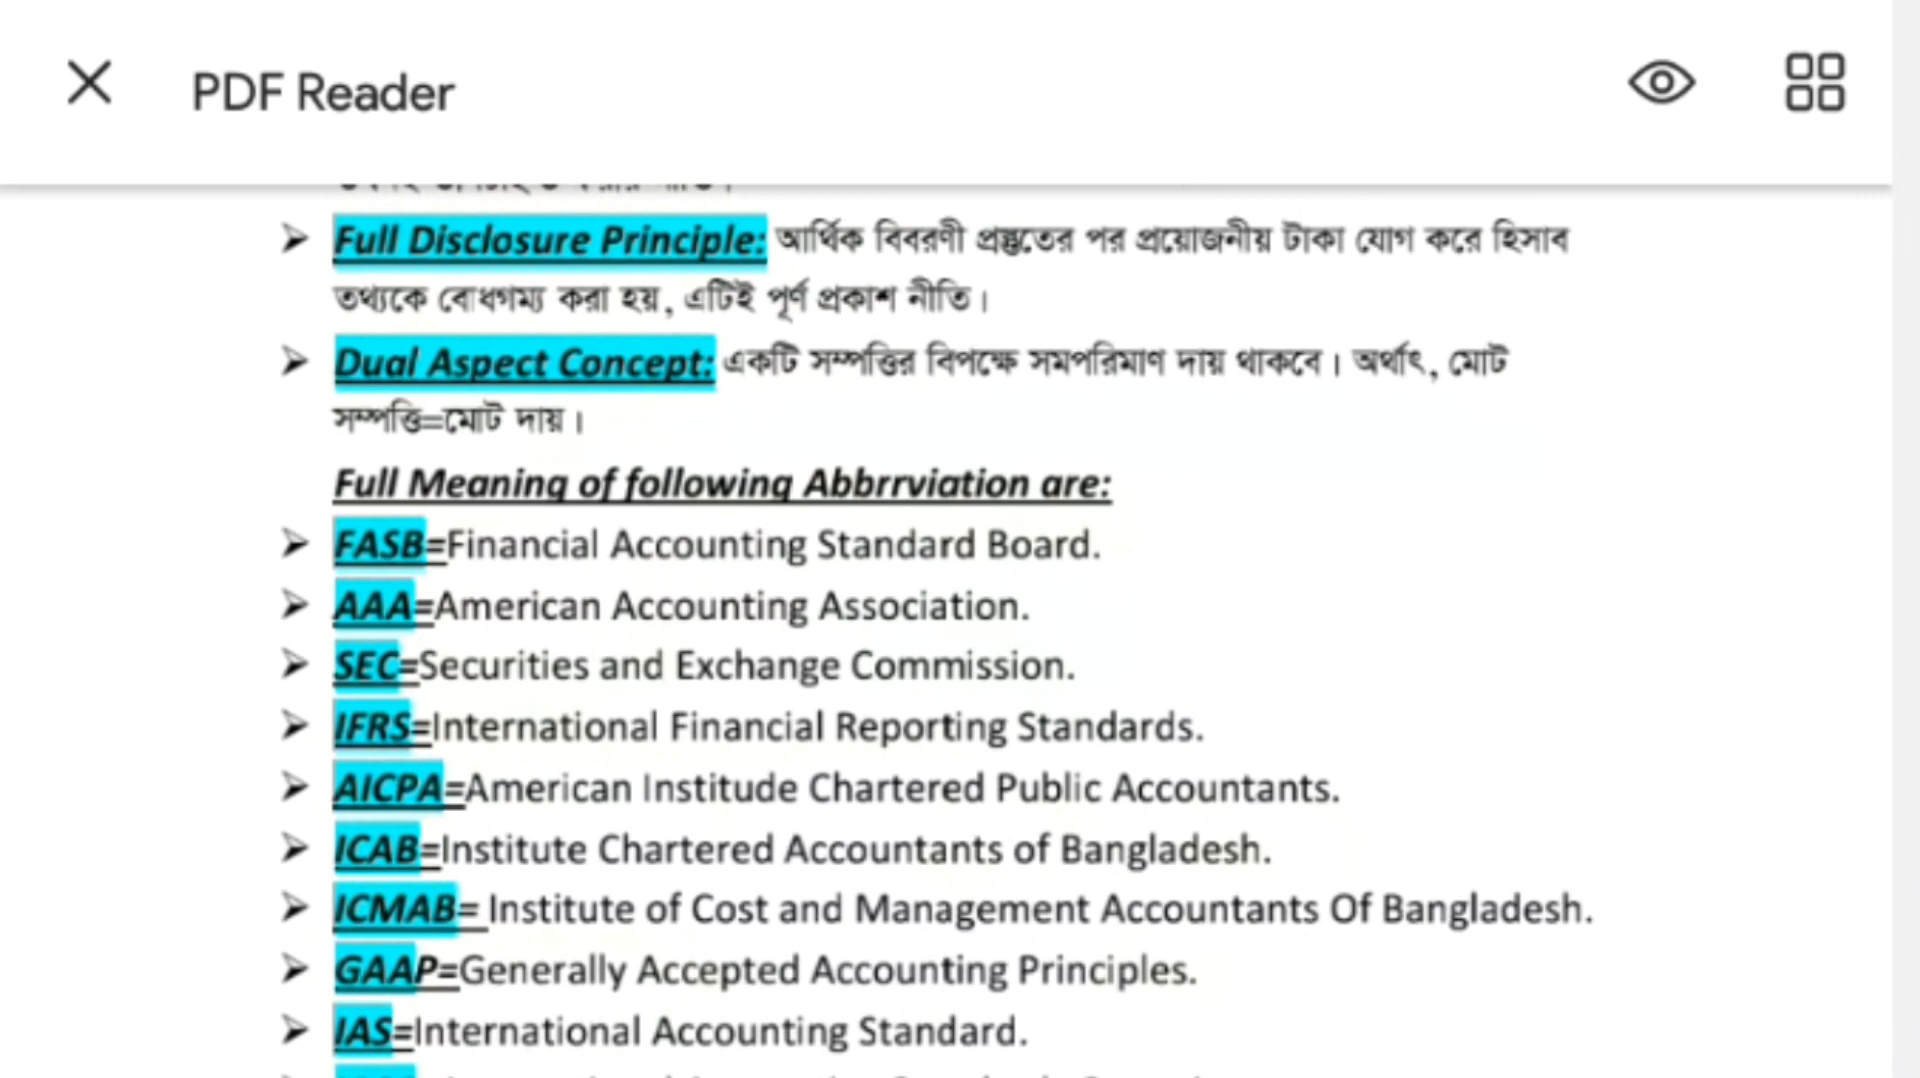 PDF Reader
➤ Full Disclosure Principle: আর্থিক বিবরণী প্রস্তুতের পর প্রয়োজনীয় টাকা যোগ করে হিসাব
তথ্যকে বোধগম্য করা হয়, এটিই পূর্ণ প্রকাশ নীতি।
➤ Dual Aspect Concept: একটি সম্পত্তির বিপক্ষে সমপরিমাণ দায় থাকবে। অর্থাৎ, মোট
সম্পত্তি=মোট দায়।
Full Meaning of following Abbrrviation are:
➤ FASB=Financial Accounting Standard Board.
➤ AAA=American Accounting Association.
➤ SEC=Securities and Exchange Commission.
➤ IFRS=International Financial Reporting Standards.
➤ AICPA=American Institude Chartered Public Accountants.
➤ ICAB=Institute Chartered Accountants of Bangladesh.
➤ ICMAB= Institute of Cost and Management Accountants Of Bangladesh.
➤ GAAP=Generally Accepted Accounting Principles.
➤ IAS=International Accounting Standard.